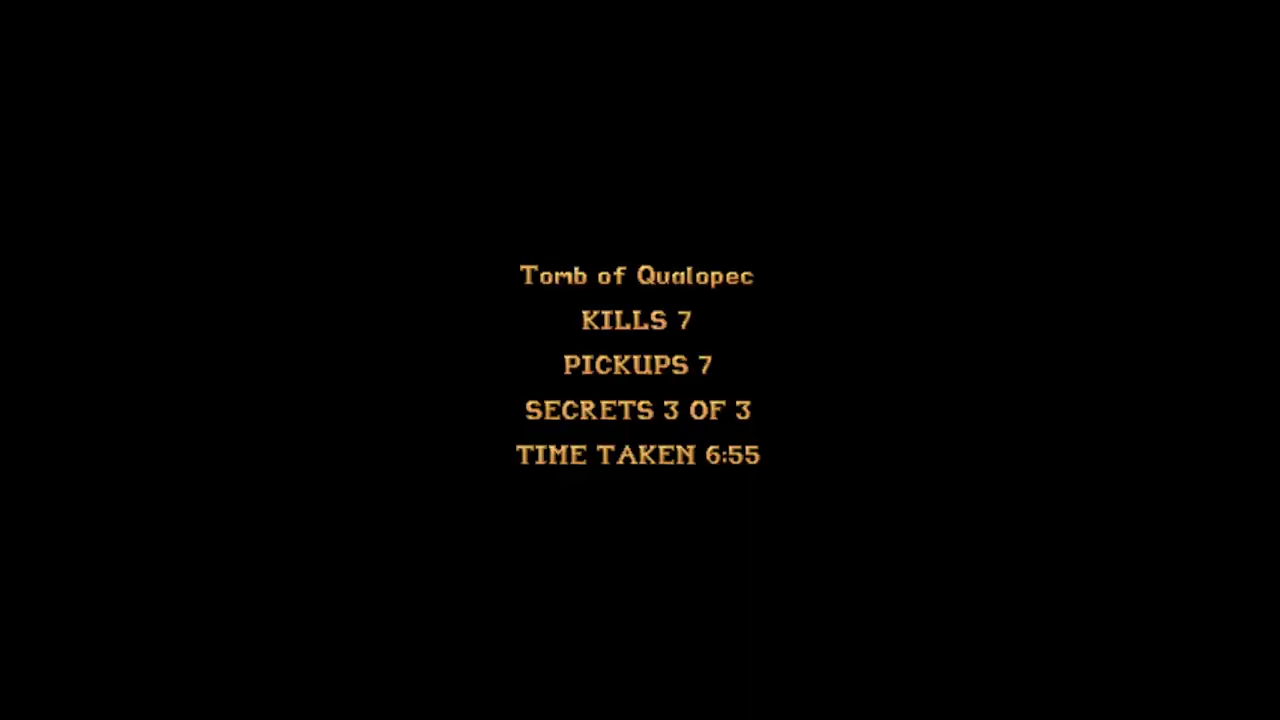 Tomb of Qualopec
KILLS 7
PICKUPS 7
SECRETS 3 OF 3
TIME TAKEN 6:55